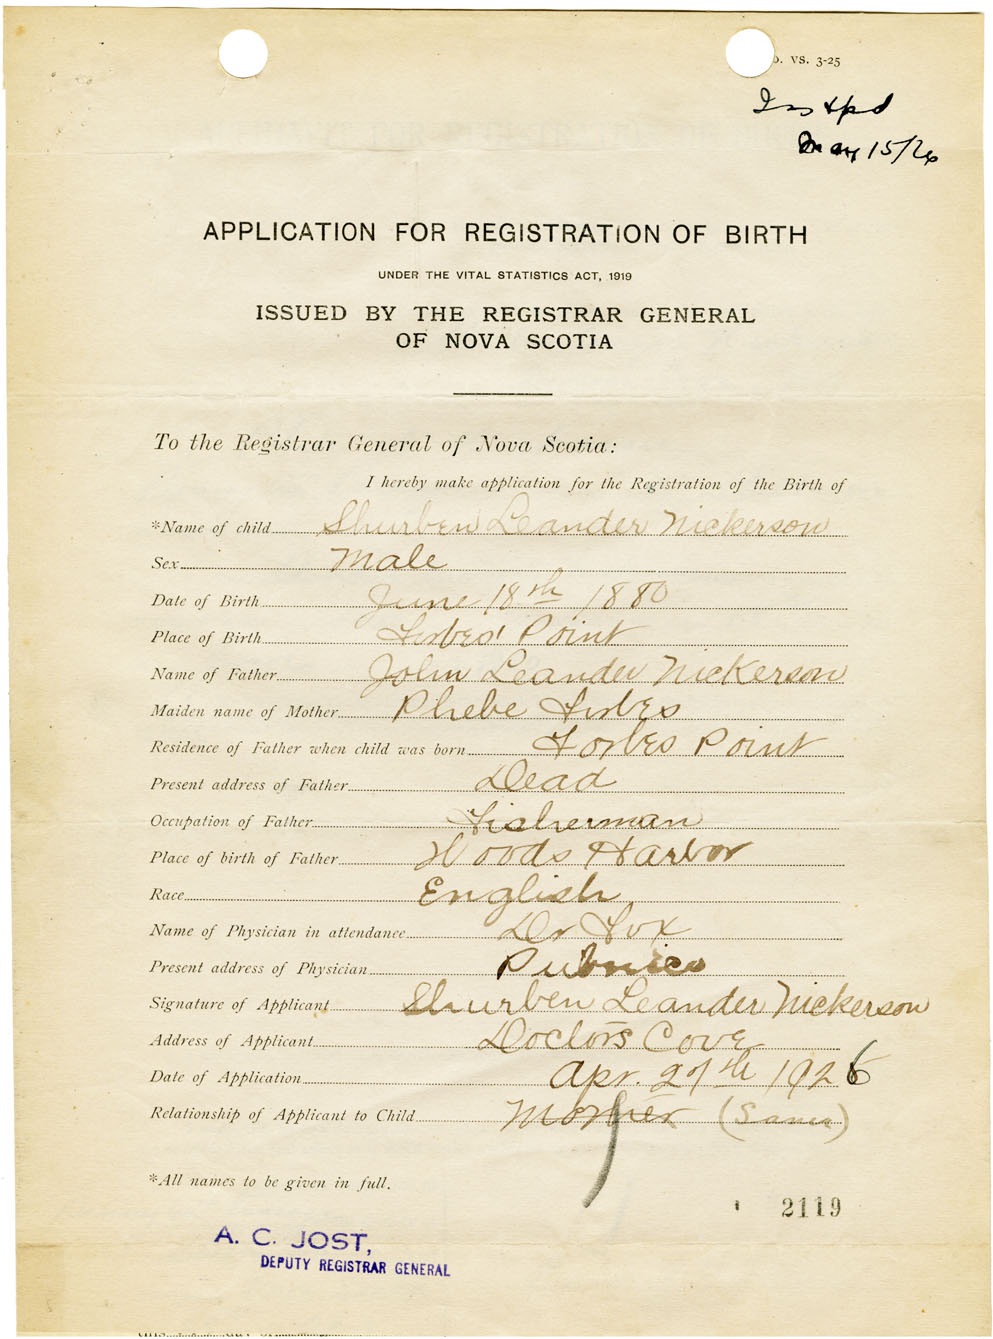 . VS. 3-25
May 15/26
APPLICATION FOR REGISTRATION OF BIRTH
UNDER THE VITAL STATISTICS ACT, 1919
ISSUED BY THE REGISTRAR GENERAL
OF NOVA SCOTIA
To the Registrar General of Nova Scotia:
I hereby make application for the Registration of the Birth of
*Name of child Shurben Leander Nickerson
Sex Male
Date of Birth June 18th 1880
Place of Birth Forbes' Point
Name of Father John Leander Nickerson
Maiden name of Mother Phebe Forbes
Residence of Father when child was born Forbes Point
Present address of Father Dead
Occupation of Father Fisherman
Place of birth of Father Woods Harbor
Race English
Name of Physician in attendance Dr Fox
Present address of Physician Pubnico
Signature of Applicant Shurben Leander Nickerson
Address of Applicant Doctors Cove
Date of Application Apr. 27th 1926
Relationship of Applicant to Child Mother (Same)
*All names to be given in full.
2119
A. C. JOST,
DEPUTY REGISTRAR GENERAL